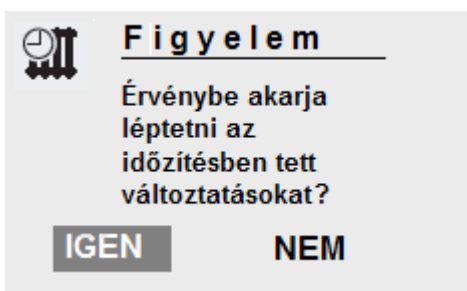 Figyelem
Érvénybe akarja
léptetni az
időzítésben tett
változtatásokat?
IGEN NEM